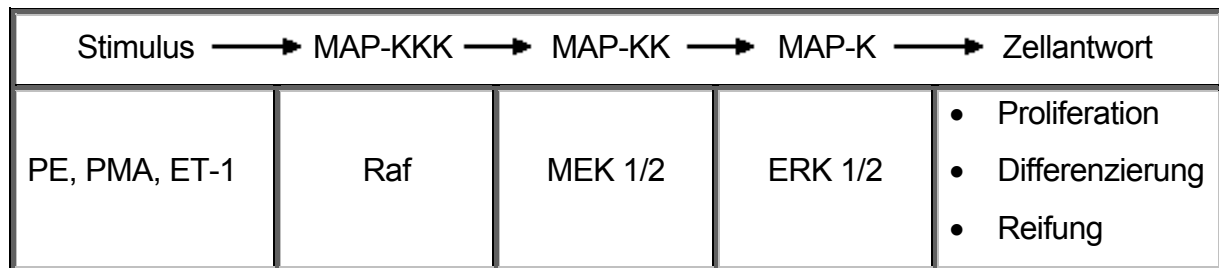 Stimulus → MAP-KKK → MAP-KK → MAP-K → Zellantwort
PE, PMA, ET-1 Raf MEK 1/2 ERK 1/2
• Proliferation
• Differenzierung
• Reifung